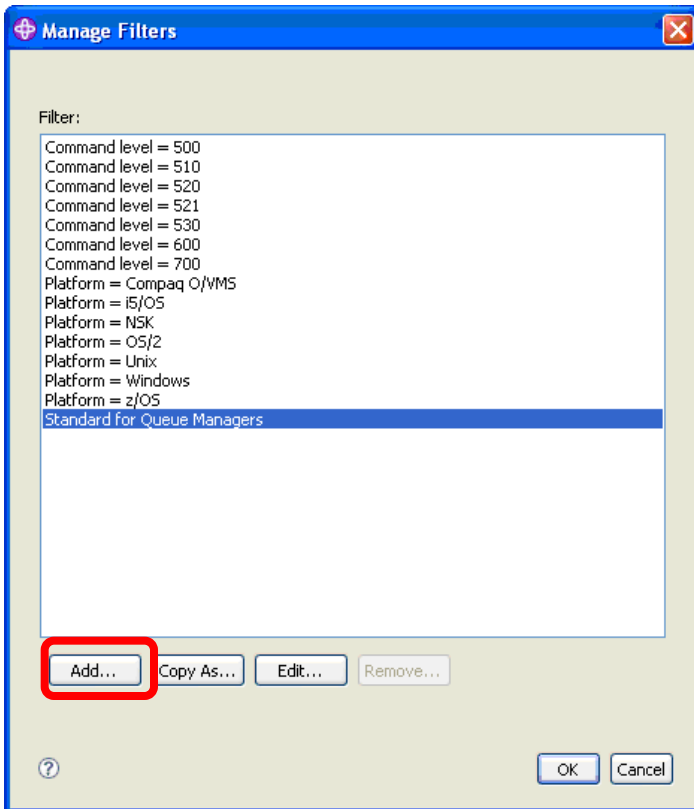 Manage Filters
Filter:
Command level = 500
Command level = 510
Command level = 520
Command level = 521
Command level = 530
Command level = 600
Command level = 700
Platform = Compaq O/VMS
Platform = i5/OS
Platform = NSK
Platform = OS/2
Platform = Unix
Platform = Windows
Platform = z/OS
Standard for Queue Managers
Add... Copy As... Edit... Remove...
? OK Cancel